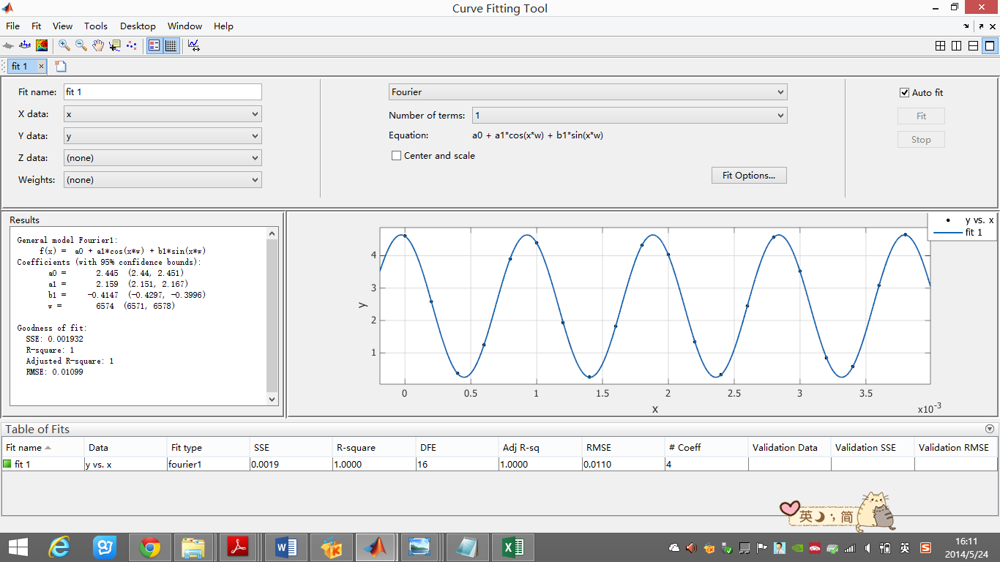 Curve Fitting Tool
File Fit View Tools Desktop Window Help
fit 1
Fit name: fit 1
X data: x
Y data: y
Z data: (none)
Weights: (none)
Fourier
Number of terms: 1
Equation: a0 + a1*cos(x*w) + b1*sin(x*w)
Center and scale
Fit Options...
Auto fit
Fit
Stop
Results
General model Fourier1:
f(x) = a0 + a1*cos(x*w) + b1*sin(x*w)
Coefficients (with 95% confidence bounds):
a0 = 2.445 (2.44, 2.451)
a1 = 2.159 (2.151, 2.167)
b1 = -0.4147 (-0.4297, -0.3996)
w = 6574 (6571, 6578)
Goodness of fit:
SSE: 0.001932
R-square: 1
Adjusted R-square: 1
RMSE: 0.01099
y vs. x
fit 1
4
3
2
1
y
0 0.5 1 1.5 2 2.5 3 3.5
x
x10⁻³
Table of Fits
Fit name Data Fit type SSE R-square DFE Adj R-sq RMSE # Coeff Validation Data Validation SSE Validation RMSE
fit 1 y vs. x fourier1 0.0019 1.0000 16 1.0000 0.0110 4
英 ；简
英
16:11
2014/5/24